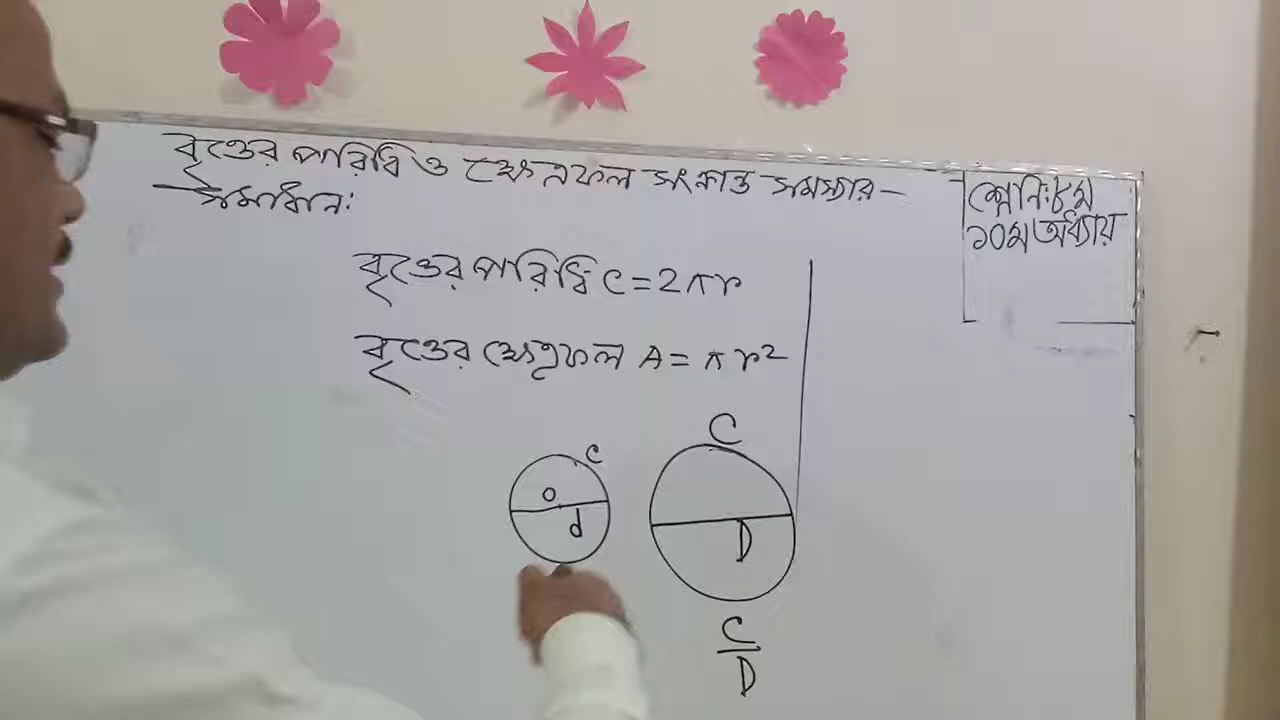 বৃত্তের পরিধি ও ক্ষেত্রফল সংক্রান্ত সমস্যার -
সমাধান:
শ্রেনি: ৮ম
১০ম অধ্যায়
বৃত্তের পরিধি c = 2πr
বৃত্তের ক্ষেত্রফল A = πr²
c
o
d
C
D
C
D